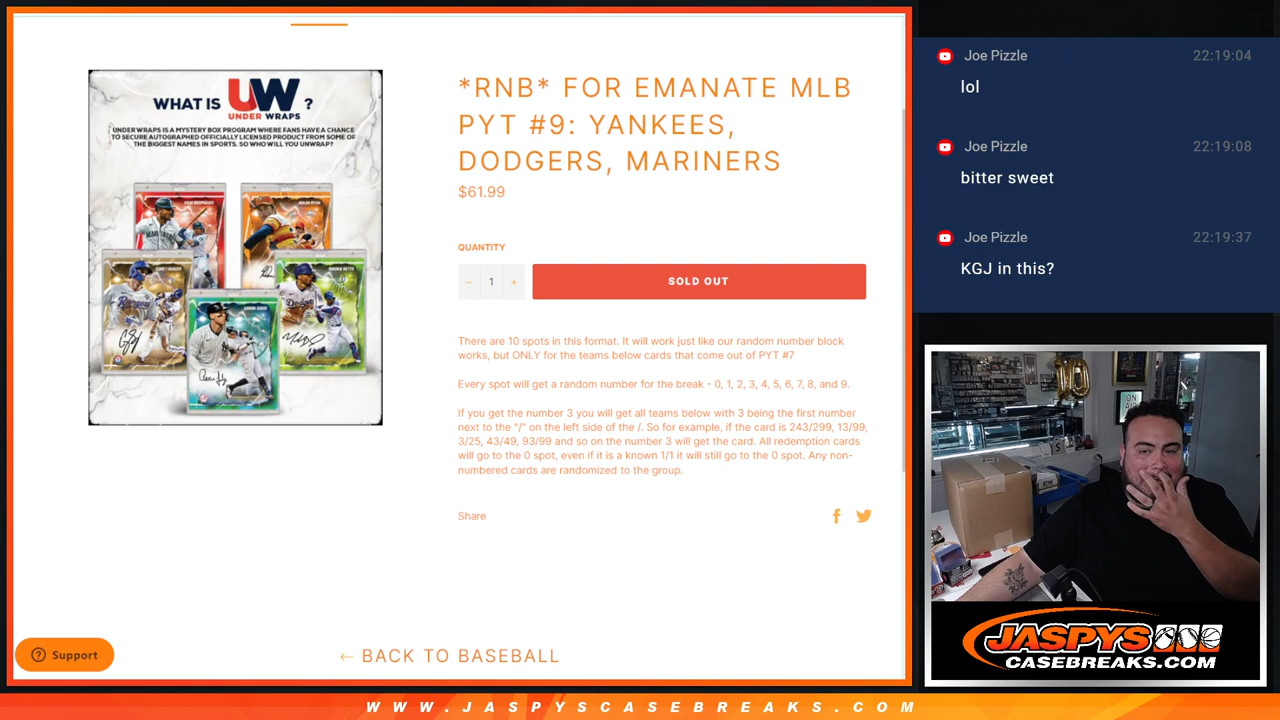 WHAT IS UW ?
UNDER WRAPS
UNDER WRAPS IS A MYSTERY BOX PROGRAM WHERE FANS HAVE A CHANCE
TO SECURE AUTOGRAPHED OFFICIALLY LICENSED PRODUCT FROM SOME OF
THE BIGGEST NAMES IN SPORTS. SO WHO WILL YOU UNWRAP?
*RNB* FOR EMANATE MLB
PYT #9: YANKEES,
DODGERS, MARINERS
$61.99
QUANTITY
− 1 +
SOLD OUT
There are 10 spots in this format. It will work just like our random number block
works, but ONLY for the teams below cards that come out of PYT #7
Every spot will get a random number for the break - 0, 1, 2, 3, 4, 5, 6, 7, 8, and 9.
If you get the number 3 you will get all teams below with 3 being the first number
next to the "/" on the left side of the /. So for example, if the card is 243/299, 13/99,
3/25, 43/49, 93/99 and so on the number 3 will get the card. All redemption cards
will go to the 0 spot, even if it is a known 1/1 it will still go to the 0 spot. Any non-
numbered cards are randomized to the group.
Share
Support
← BACK TO BASEBALL
Joe Pizzle 22:19:04
lol
Joe Pizzle 22:19:08
bitter sweet
Joe Pizzle 22:19:37
KGJ in this?
ON
AIR
JASPYS
CASEBREAKS.COM
WWW.JASPYSCASEBREAKS.COM